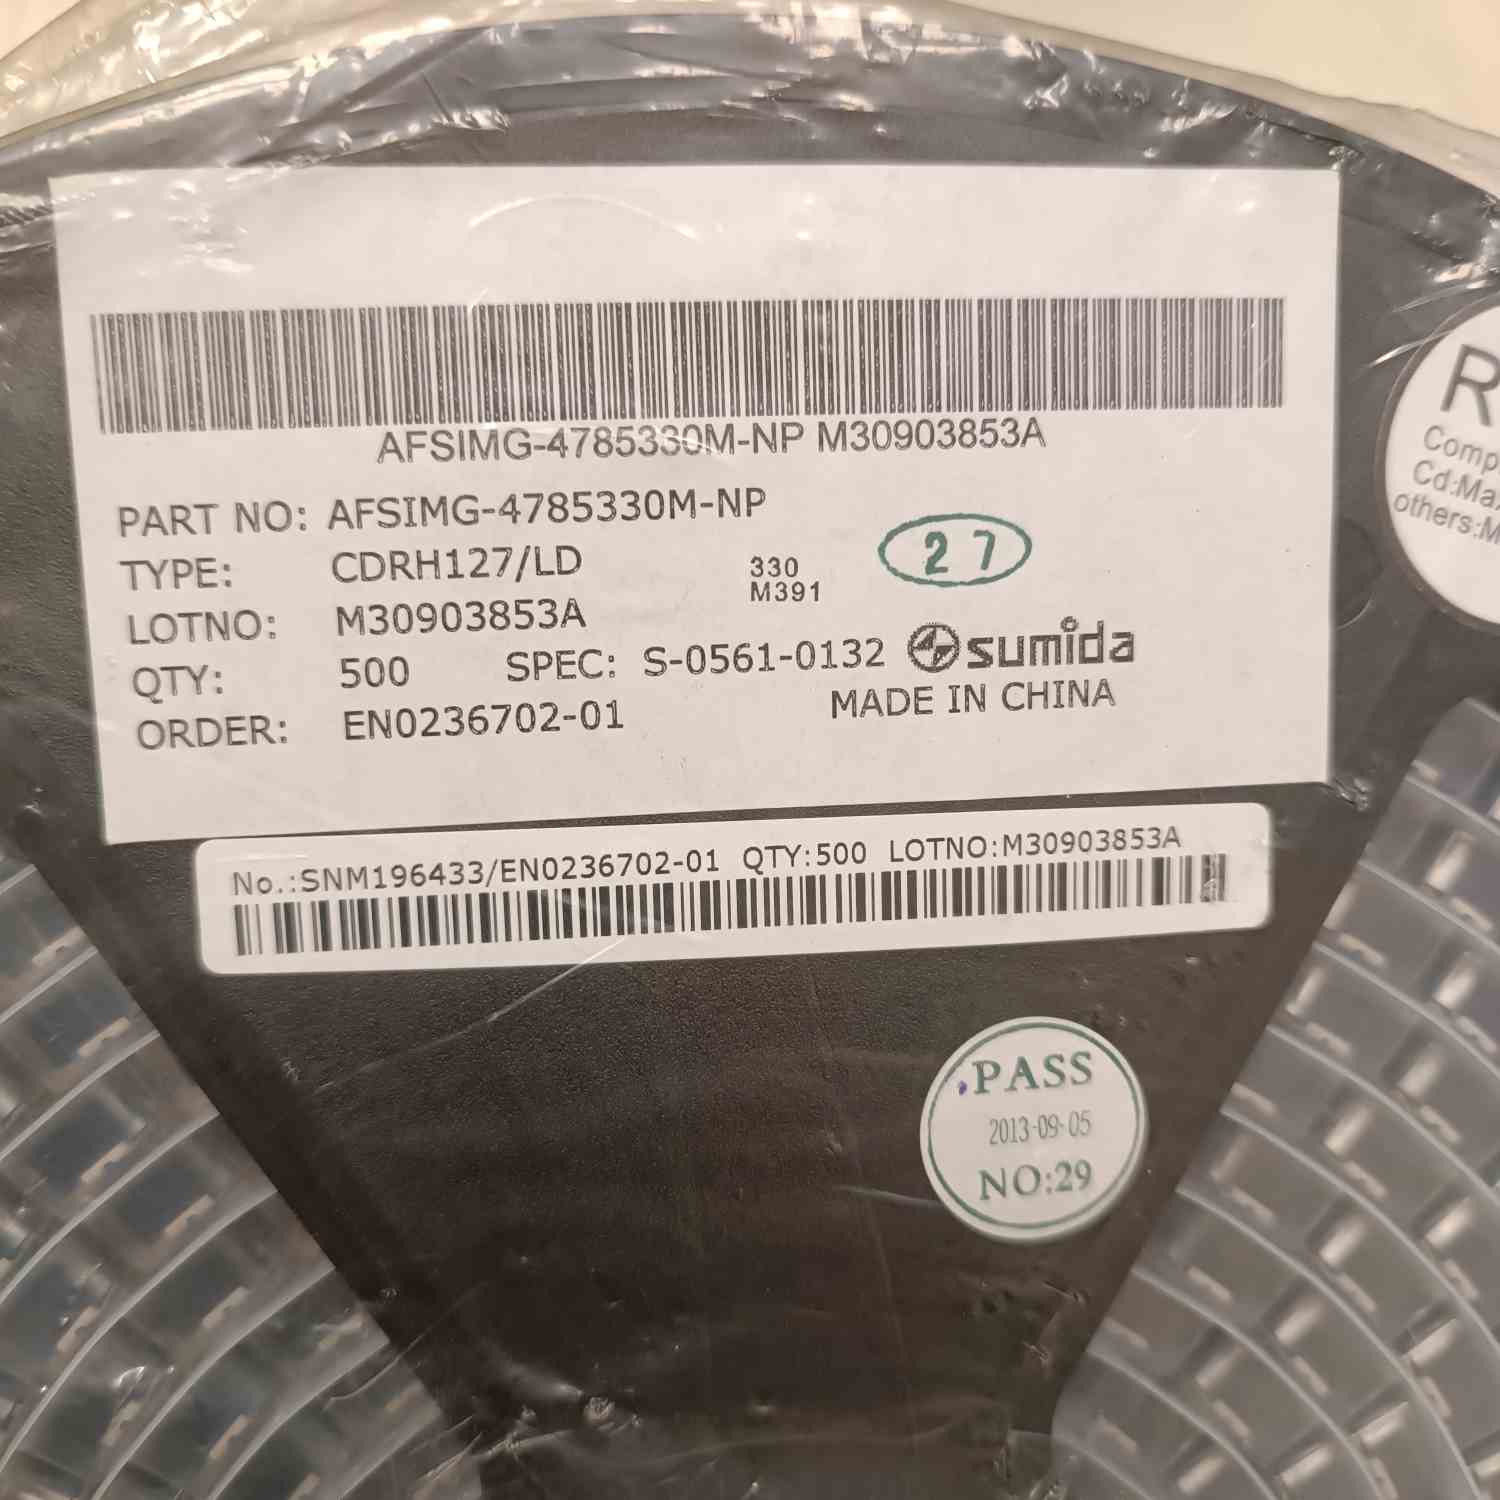 AFSIMG-4785330M-NP M30903853A
PART NO: AFSIMG-4785330M-NP
TYPE: CDRH127/LD
330
M391
27
LOTNO: M30903853A
QTY: 500 SPEC: S-0561-0132 sumida
ORDER: EN0236702-01 MADE IN CHINA
No.:SNM196433/EN0236702-01 QTY:500 LOTNO:M30903853A
PASS
2013-09-05
NO:29
R
Cd:Ma
others:M